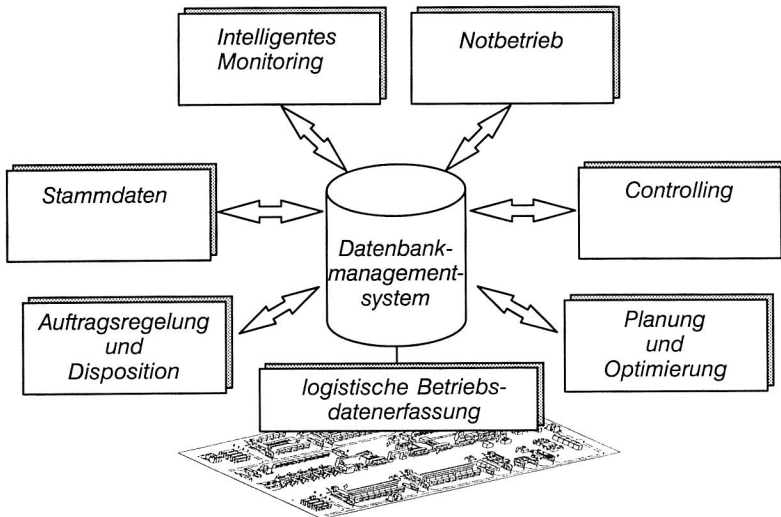 Intelligentes
Monitoring
Notbetrieb
Stammdaten
Controlling
Datenbank-
management-
system
Auftragsregelung
und
Disposition
Planung
und
Optimierung
logistische Betriebs-
datenerfassung